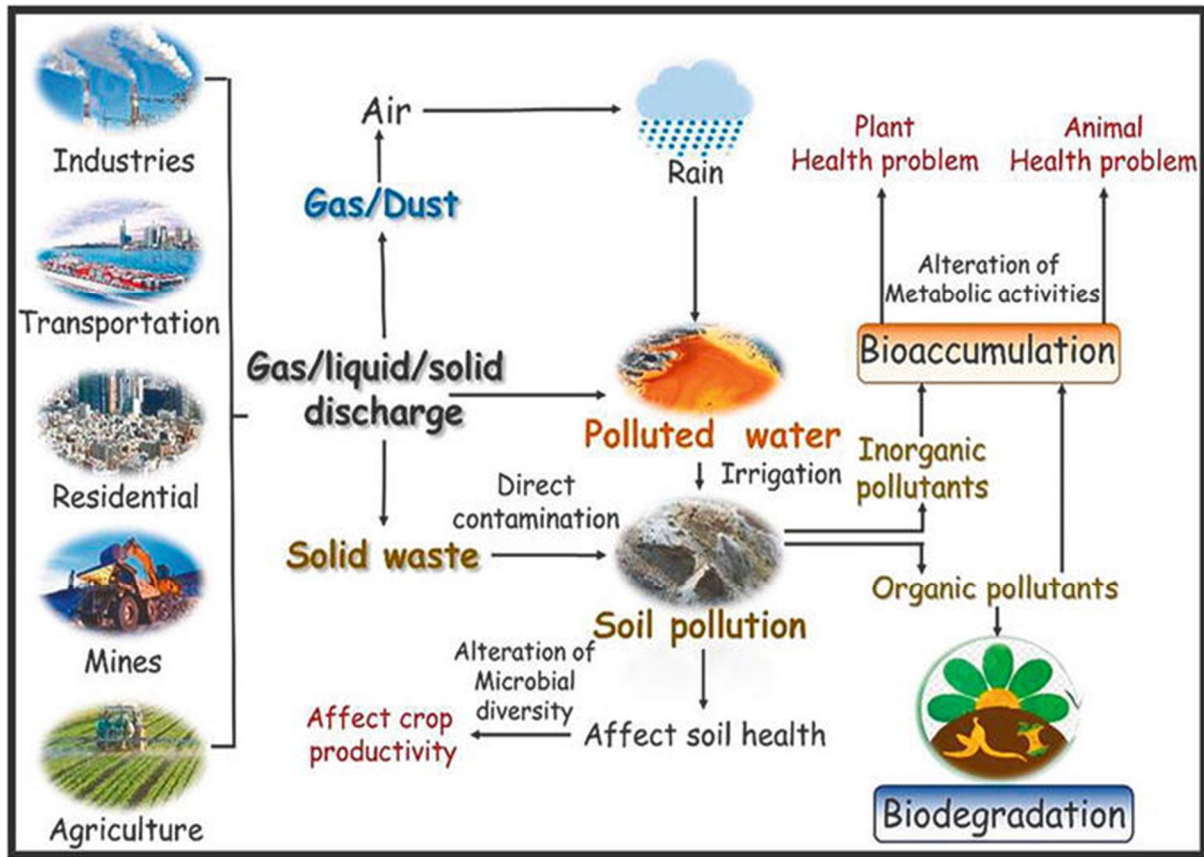 Industries
Transportation
Residential
Mines
Agriculture
Air
Gas/Dust
Gas/liquid/solid
discharge
Solid waste
Rain
Polluted water
Irrigation
Direct
contamination
Soil pollution
Alteration of
Microbial
diversity
Affect soil health
Affect crop
productivity
Plant
Health problem
Animal
Health problem
Alteration of
Metabolic activities
Bioaccumulation
Inorganic
pollutants
Organic pollutants
Biodegradation